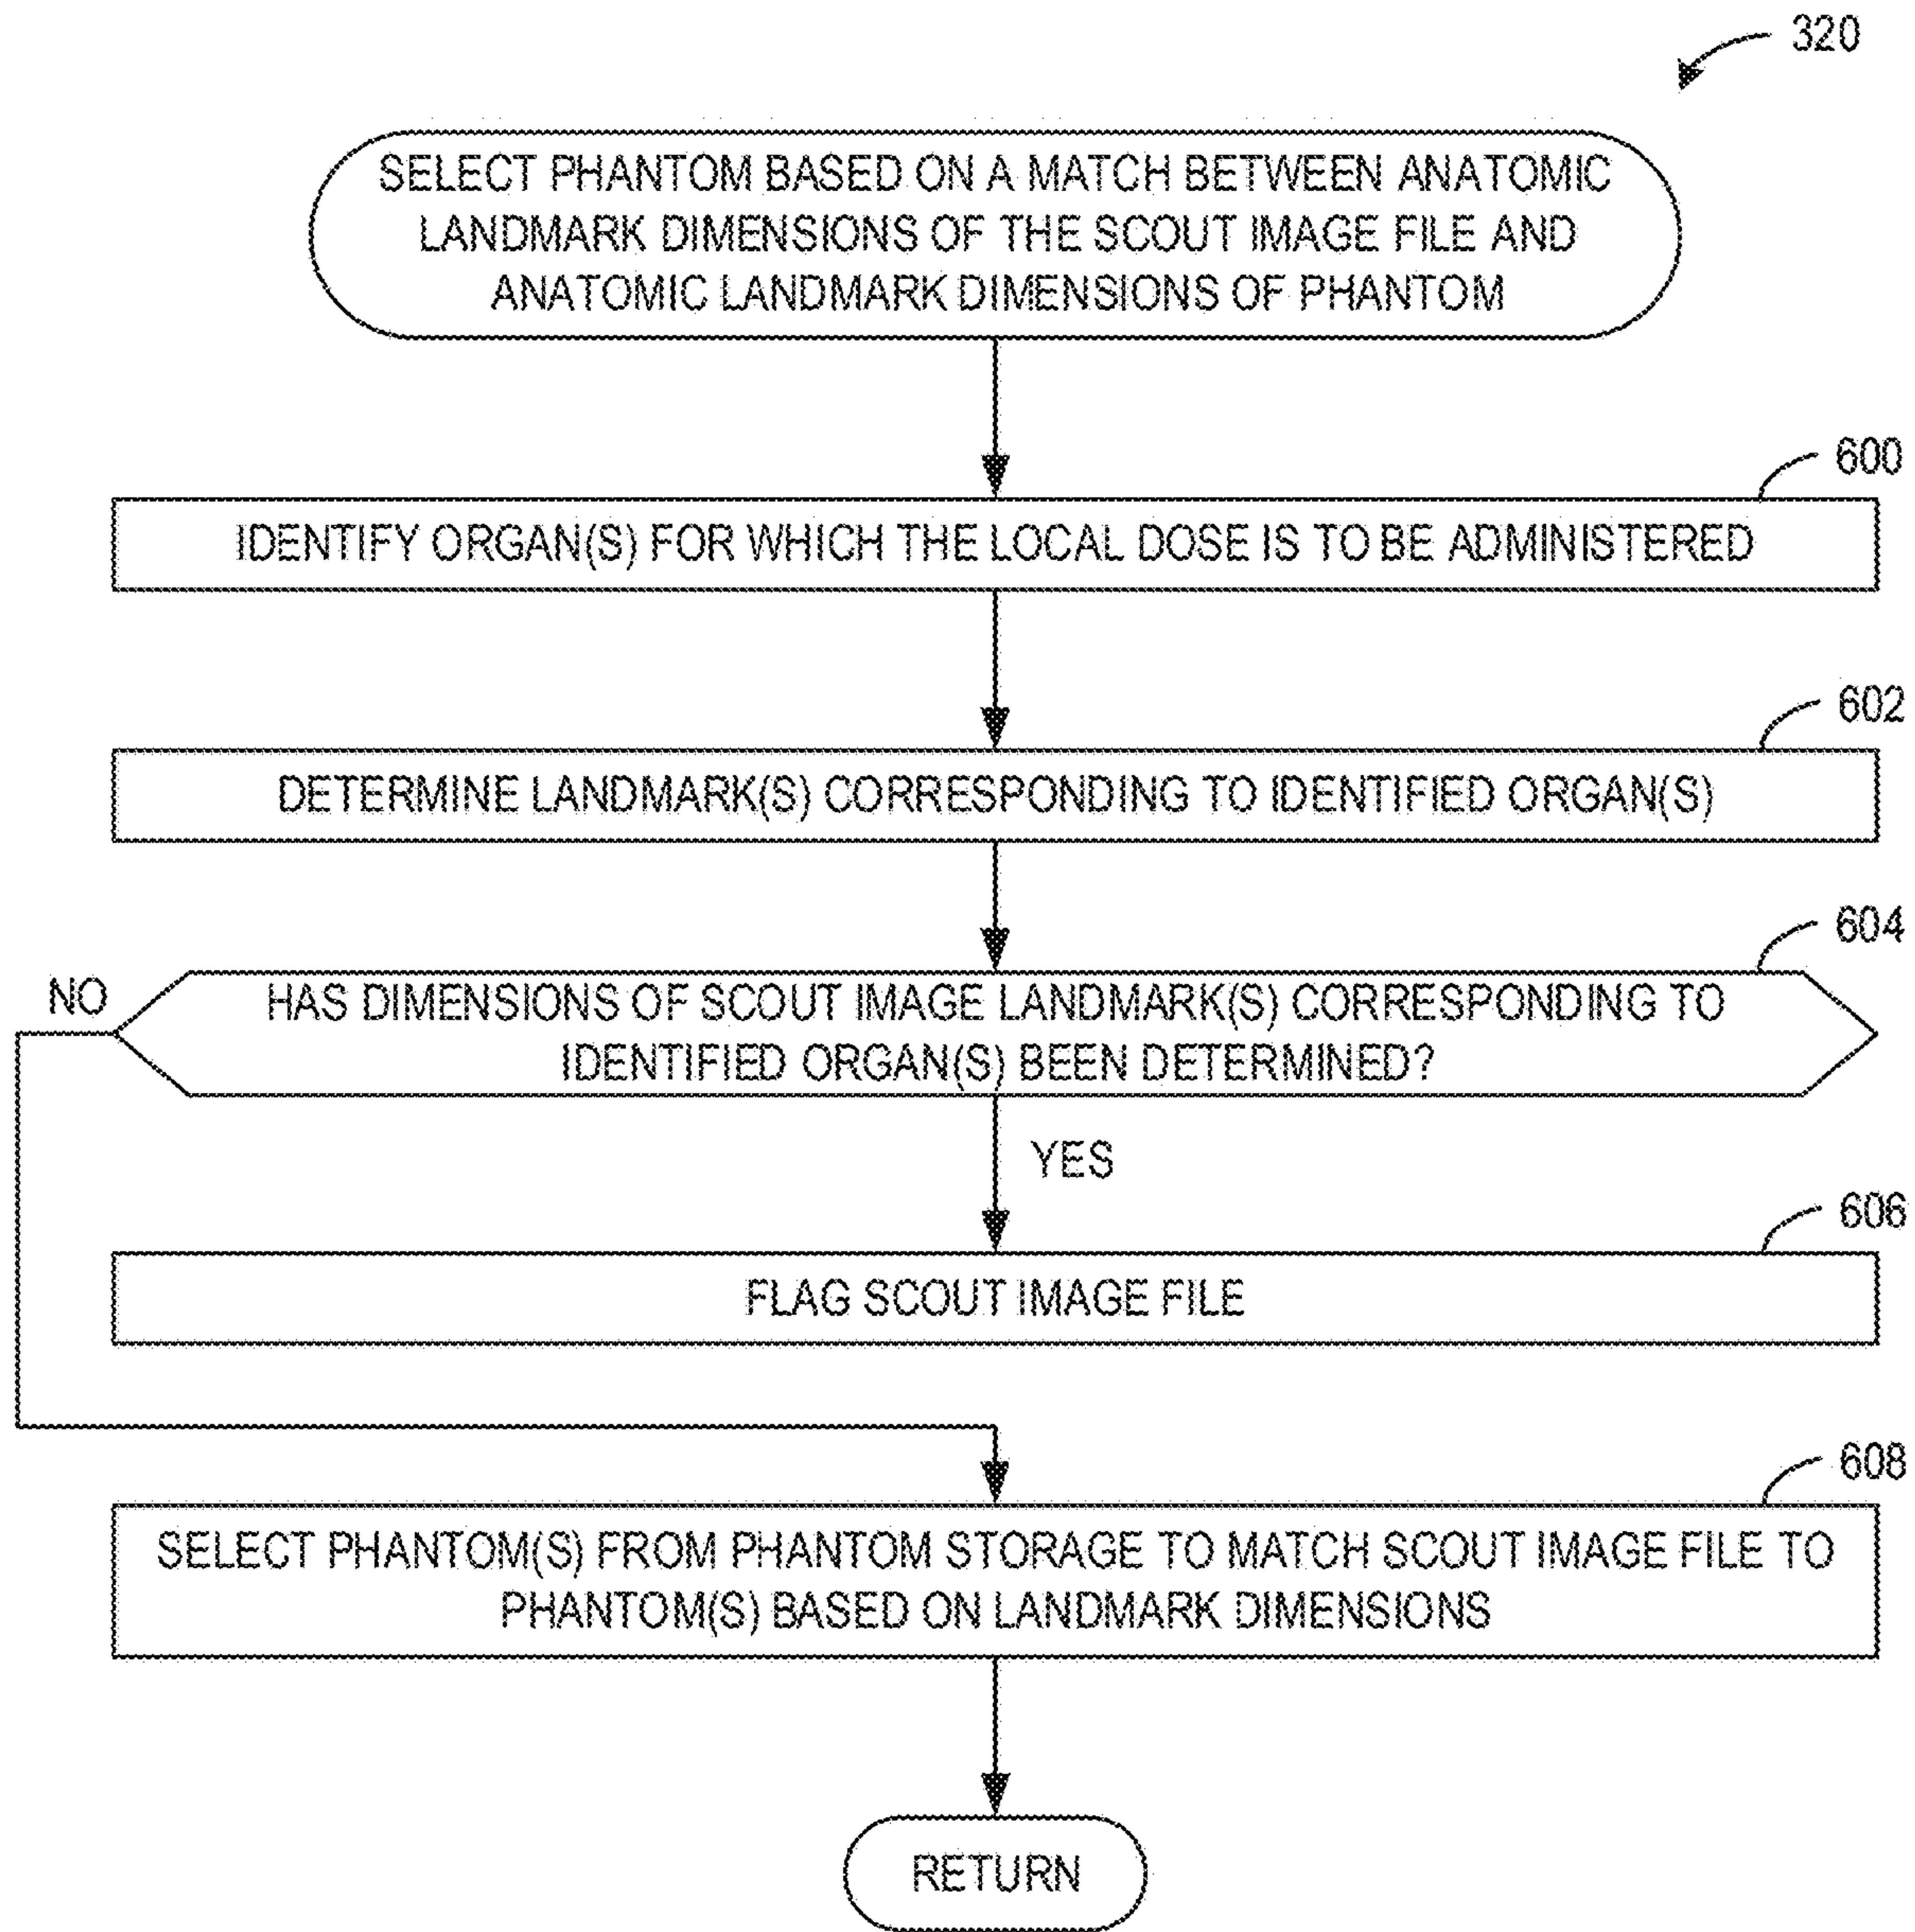 320
SELECT PHANTOM BASED ON A MATCH BETWEEN ANATOMIC
LANDMARK DIMENSIONS OF THE SCOUT IMAGE FILE AND
ANATOMIC LANDMARK DIMENSIONS OF PHANTOM
600
IDENTIFY ORGAN(S) FOR WHICH THE LOCAL DOSE IS TO BE ADMINISTERED
602
DETERMINE LANDMARK(S) CORRESPONDING TO IDENTIFIED ORGAN(S)
604
NO
HAS DIMENSIONS OF SCOUT IMAGE LANDMARK(S) CORRESPONDING TO
IDENTIFIED ORGAN(S) BEEN DETERMINED?
YES
606
FLAG SCOUT IMAGE FILE
608
SELECT PHANTOM(S) FROM PHANTOM STORAGE TO MATCH SCOUT IMAGE FILE TO
PHANTOM(S) BASED ON LANDMARK DIMENSIONS
RETURN